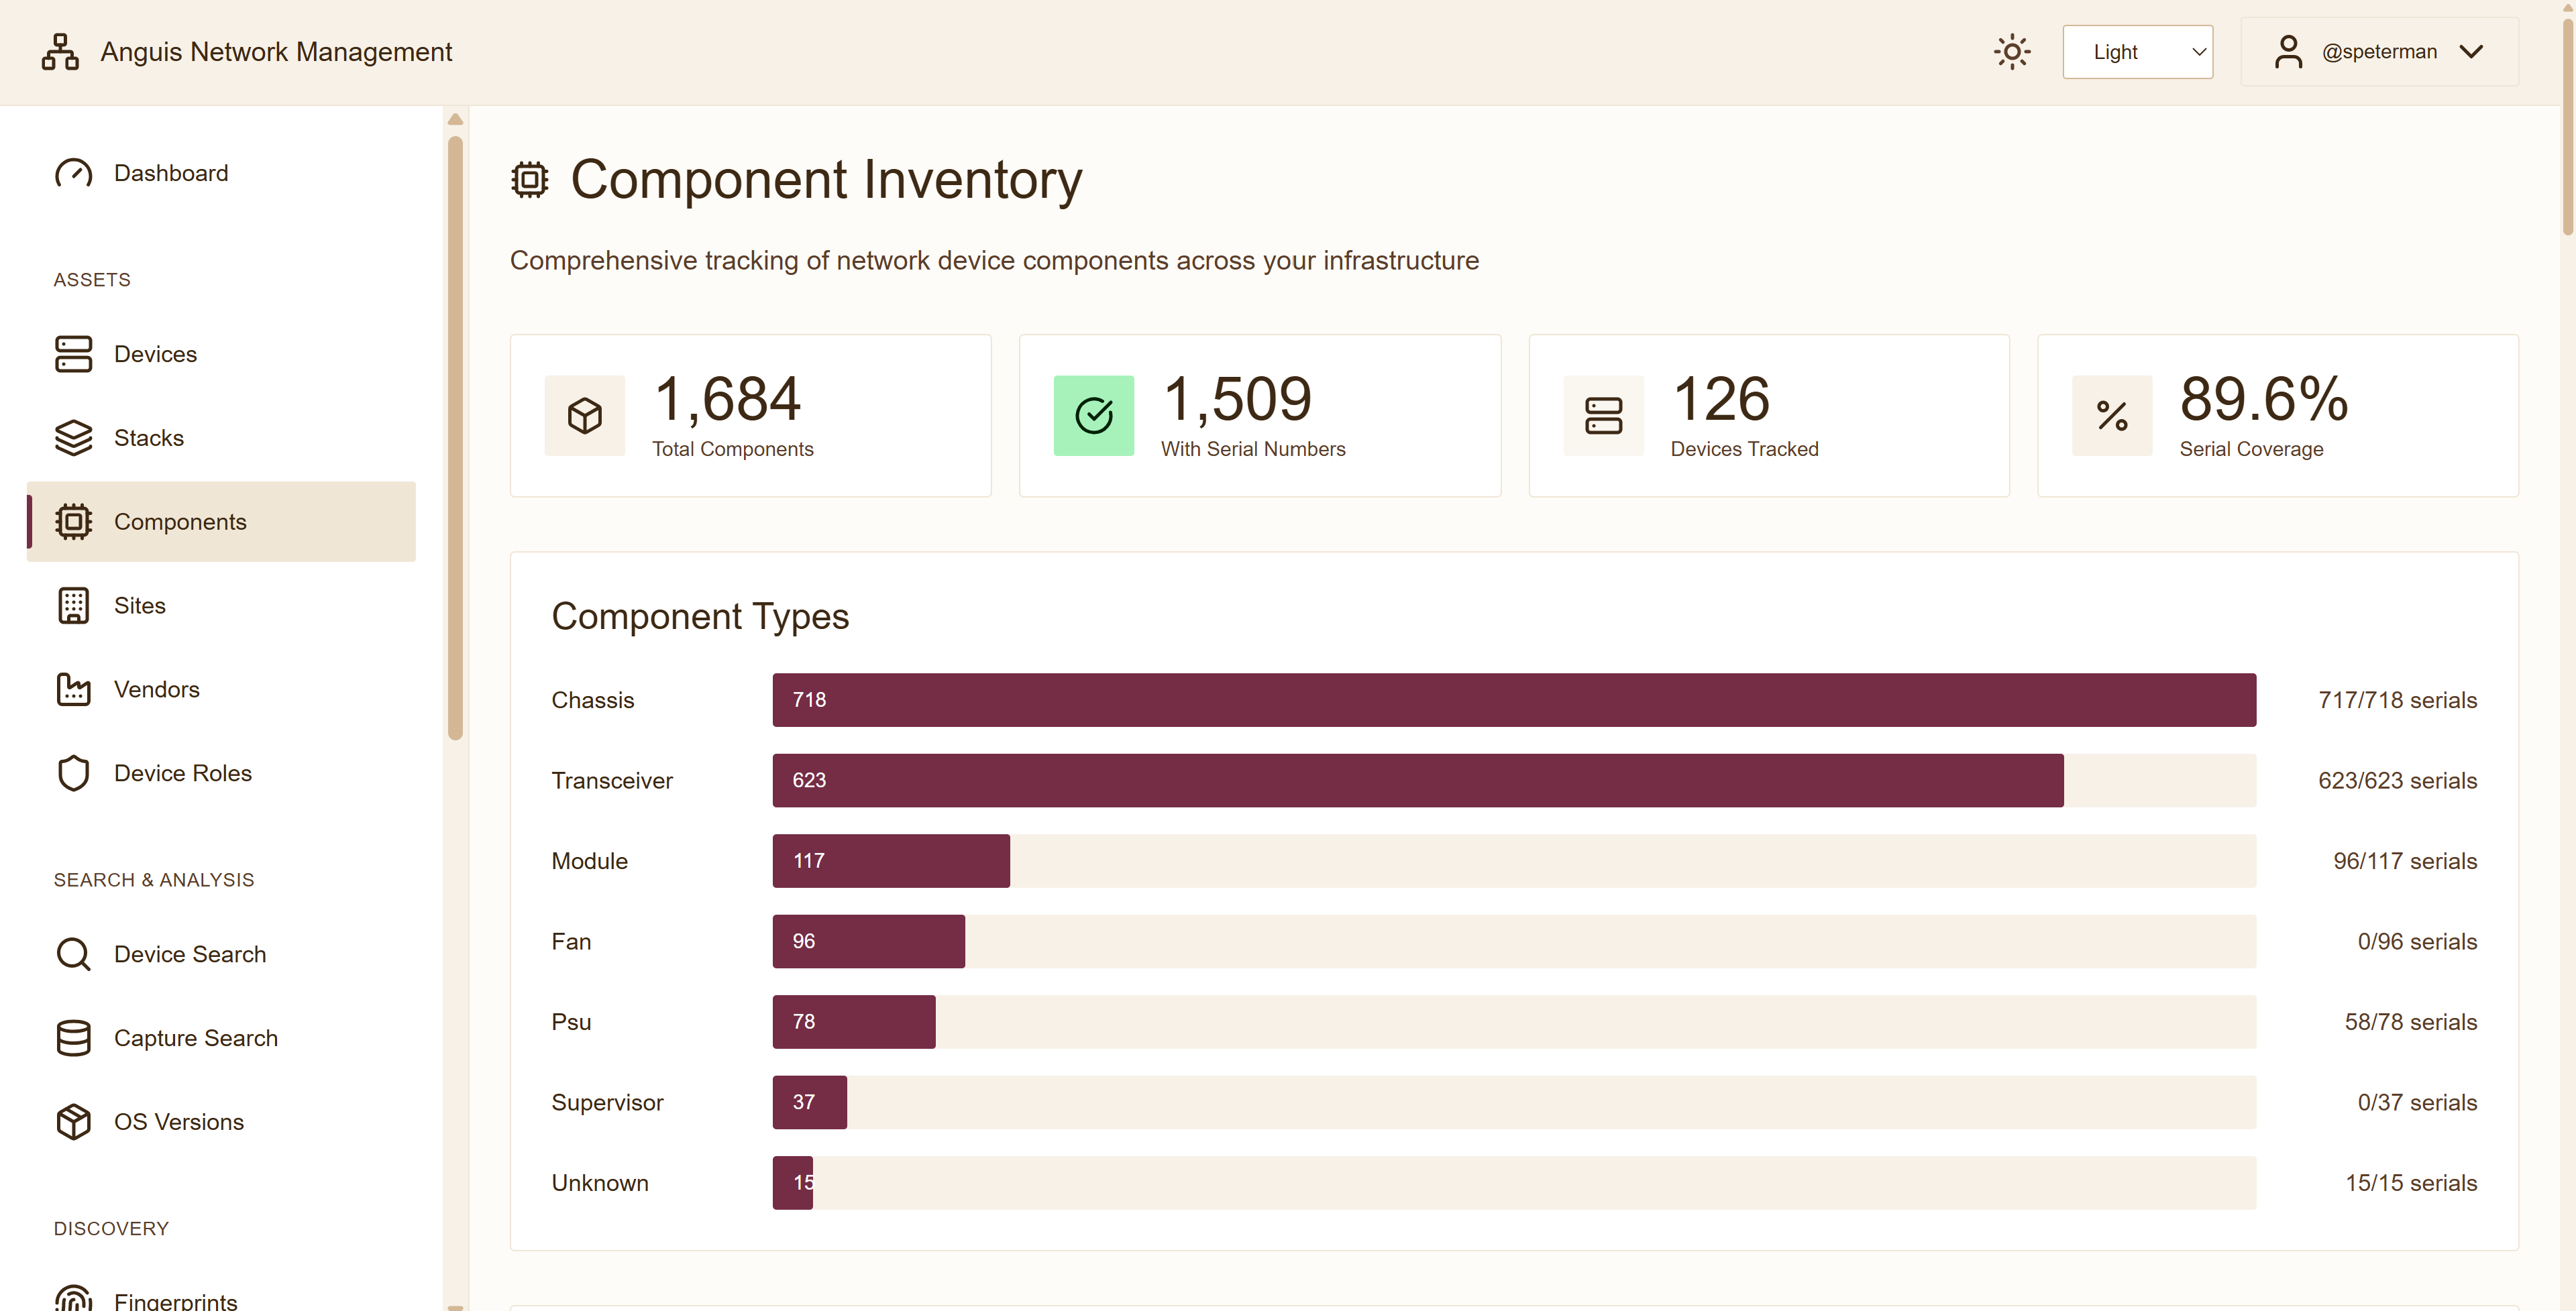 Anguis Network Management
Light
@speterman
Dashboard
ASSETS
Devices
Stacks
Components
Sites
Vendors
Device Roles
SEARCH & ANALYSIS
Device Search
Capture Search
OS Versions
DISCOVERY
Fingerprints
Component Inventory
Comprehensive tracking of network device components across your infrastructure
1,684
Total Components
1,509
With Serial Numbers
126
Devices Tracked
89.6%
Serial Coverage
Component Types
Chassis 718 717/718 serials
Transceiver 623 623/623 serials
Module 117 96/117 serials
Fan 96 0/96 serials
Psu 78 58/78 serials
Supervisor 37 0/37 serials
Unknown 15 15/15 serials